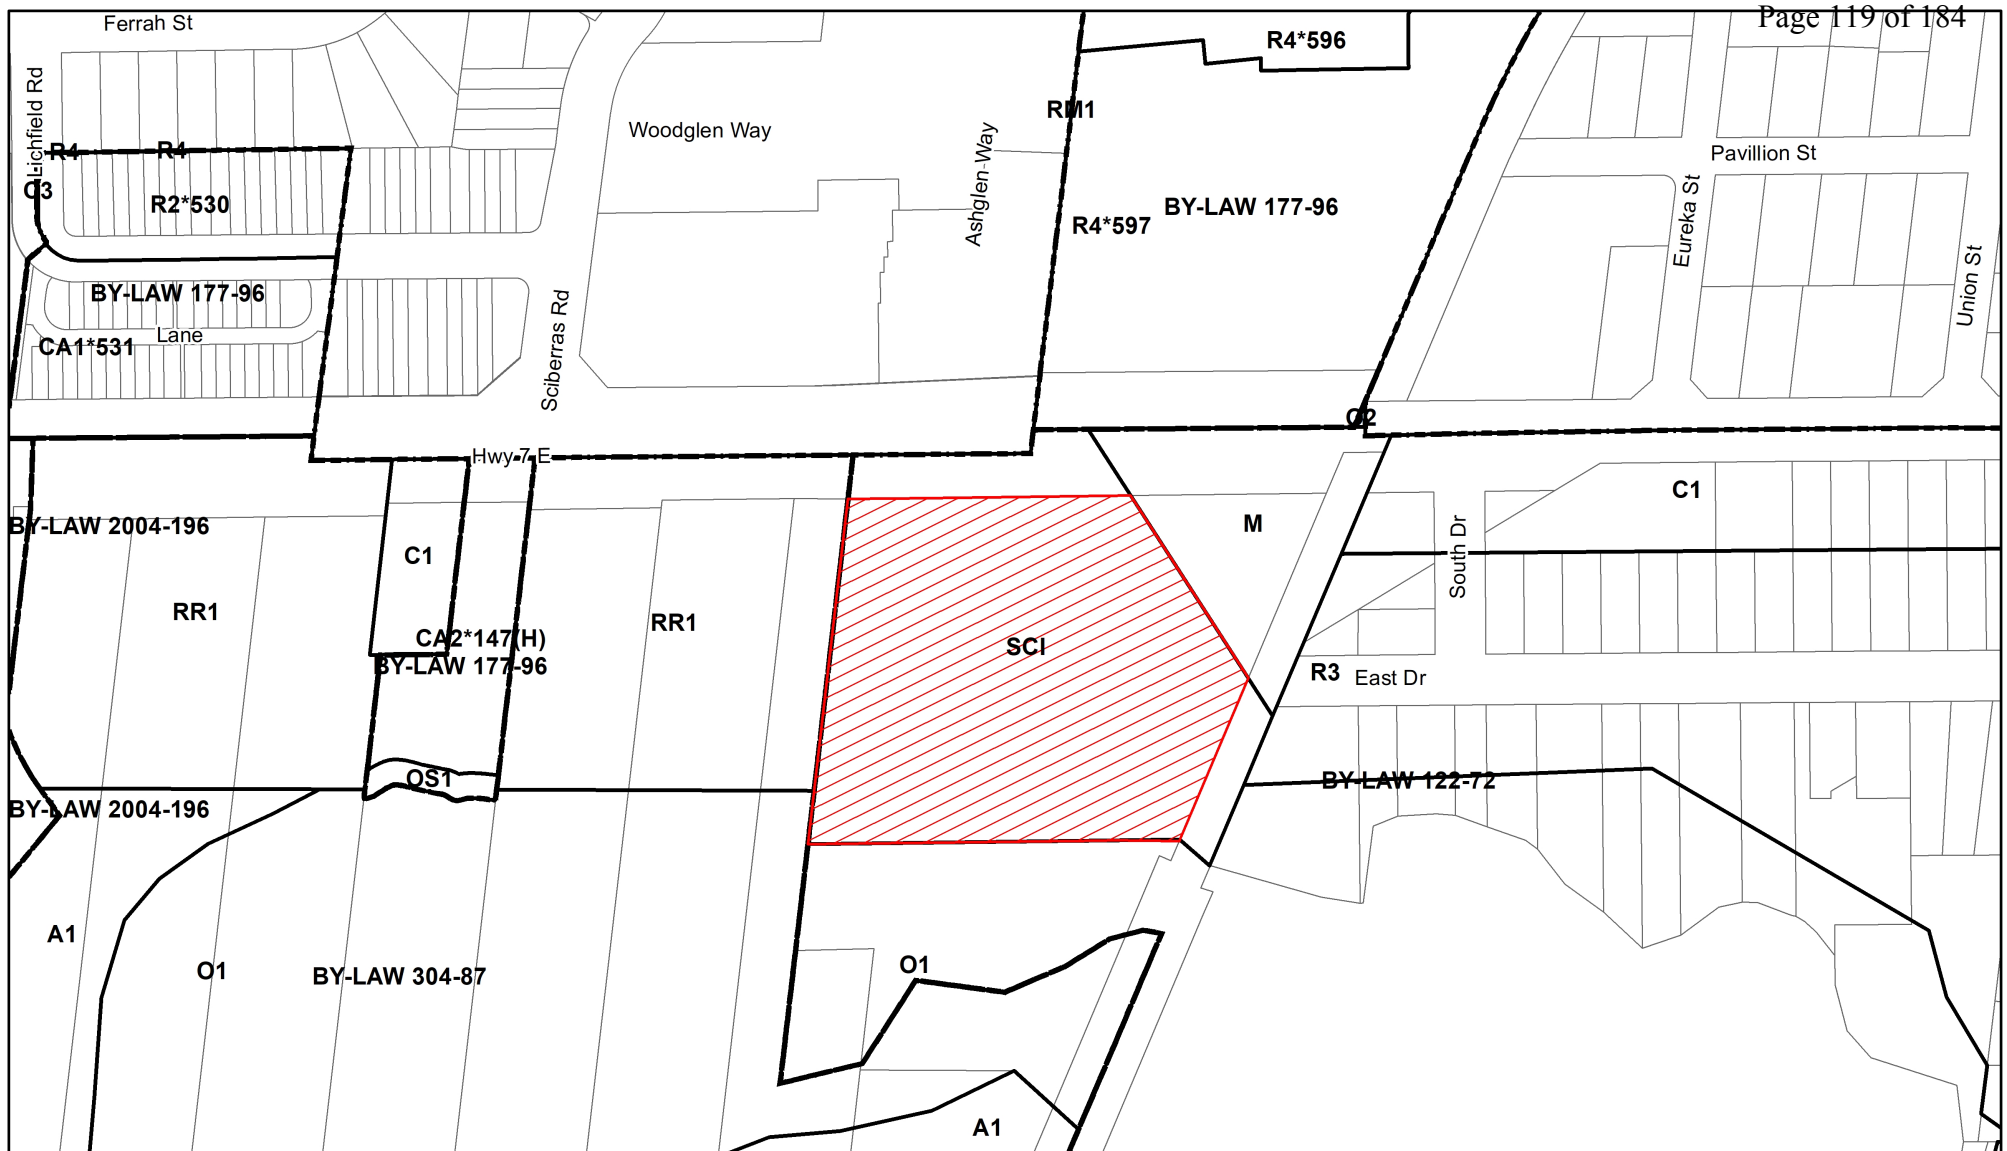 Page 119 of 184
Ferrah St
R4*596
Lichfield Rd
RM1
Woodglen Way
Ashglen Way
R4
R4
Pavillion St
R2*530
BY-LAW 177-96
R4*597
Eureka St
Union St
BY-LAW 177-96
Lane
CA1*531
Sciberras Rd
O2
Hwy 7 E
C1
BY-LAW 2004-196
M
C1
South Dr
RR1
RR1
CA2*147(H)
BY-LAW 177-96
SCI
R3
East Dr
OS1
BY-LAW 122-72
BY-LAW 2004-196
A1
O1
BY-LAW 304-87
O1
A1